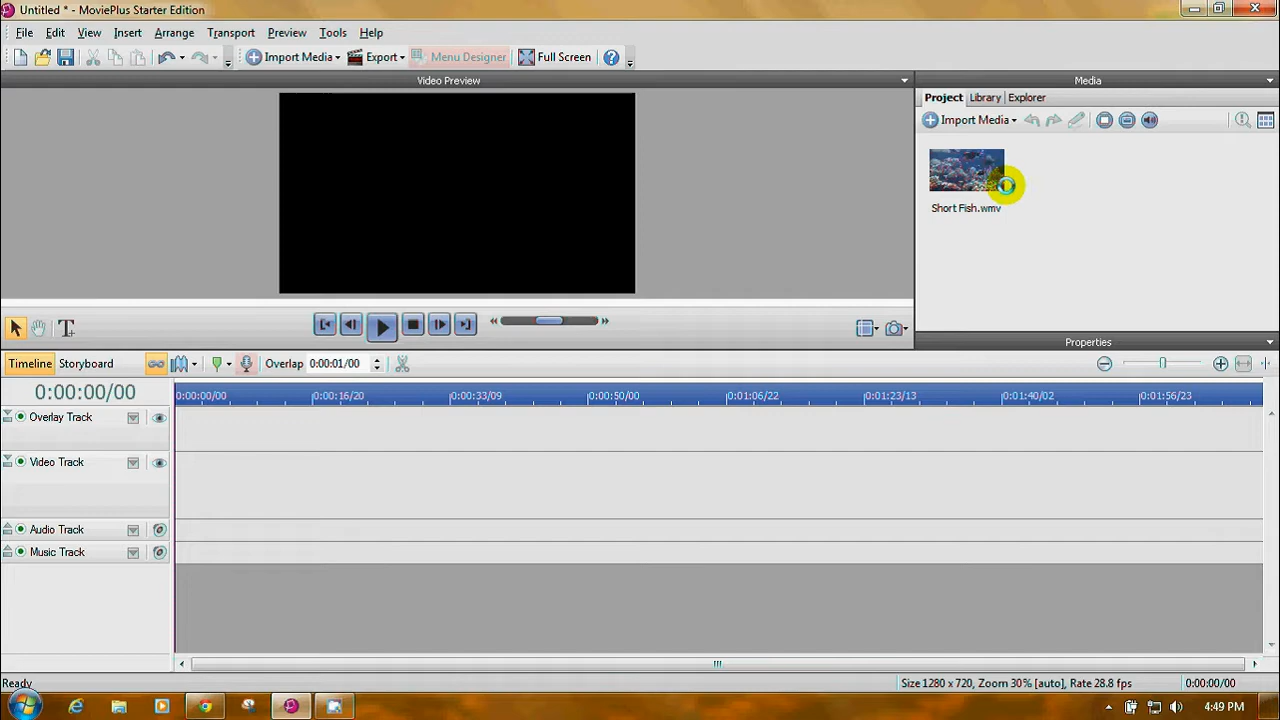 Untitled * - MoviePlus Starter Edition
File Edit View Insert Arrange Transport Preview Tools Help
Import Media Export Menu Designer Full Screen
Video Preview
Media
Project Library Explorer
Import Media
Short Fish.wmv
Properties
Timeline Storyboard Overlap 0:00:01/00
0:00:00/00
0:00:00/00 0:00:16/20 0:00:33/09 0:00:50/00 0:01:06/22 0:01:23/13 0:01:40/02 0:01:56/23
Overlay Track
Video Track
Audio Track
Music Track
Ready
Size 1280 x 720, Zoom 30% [auto], Rate 28.8 fps 0:00:00/00
4:49 PM